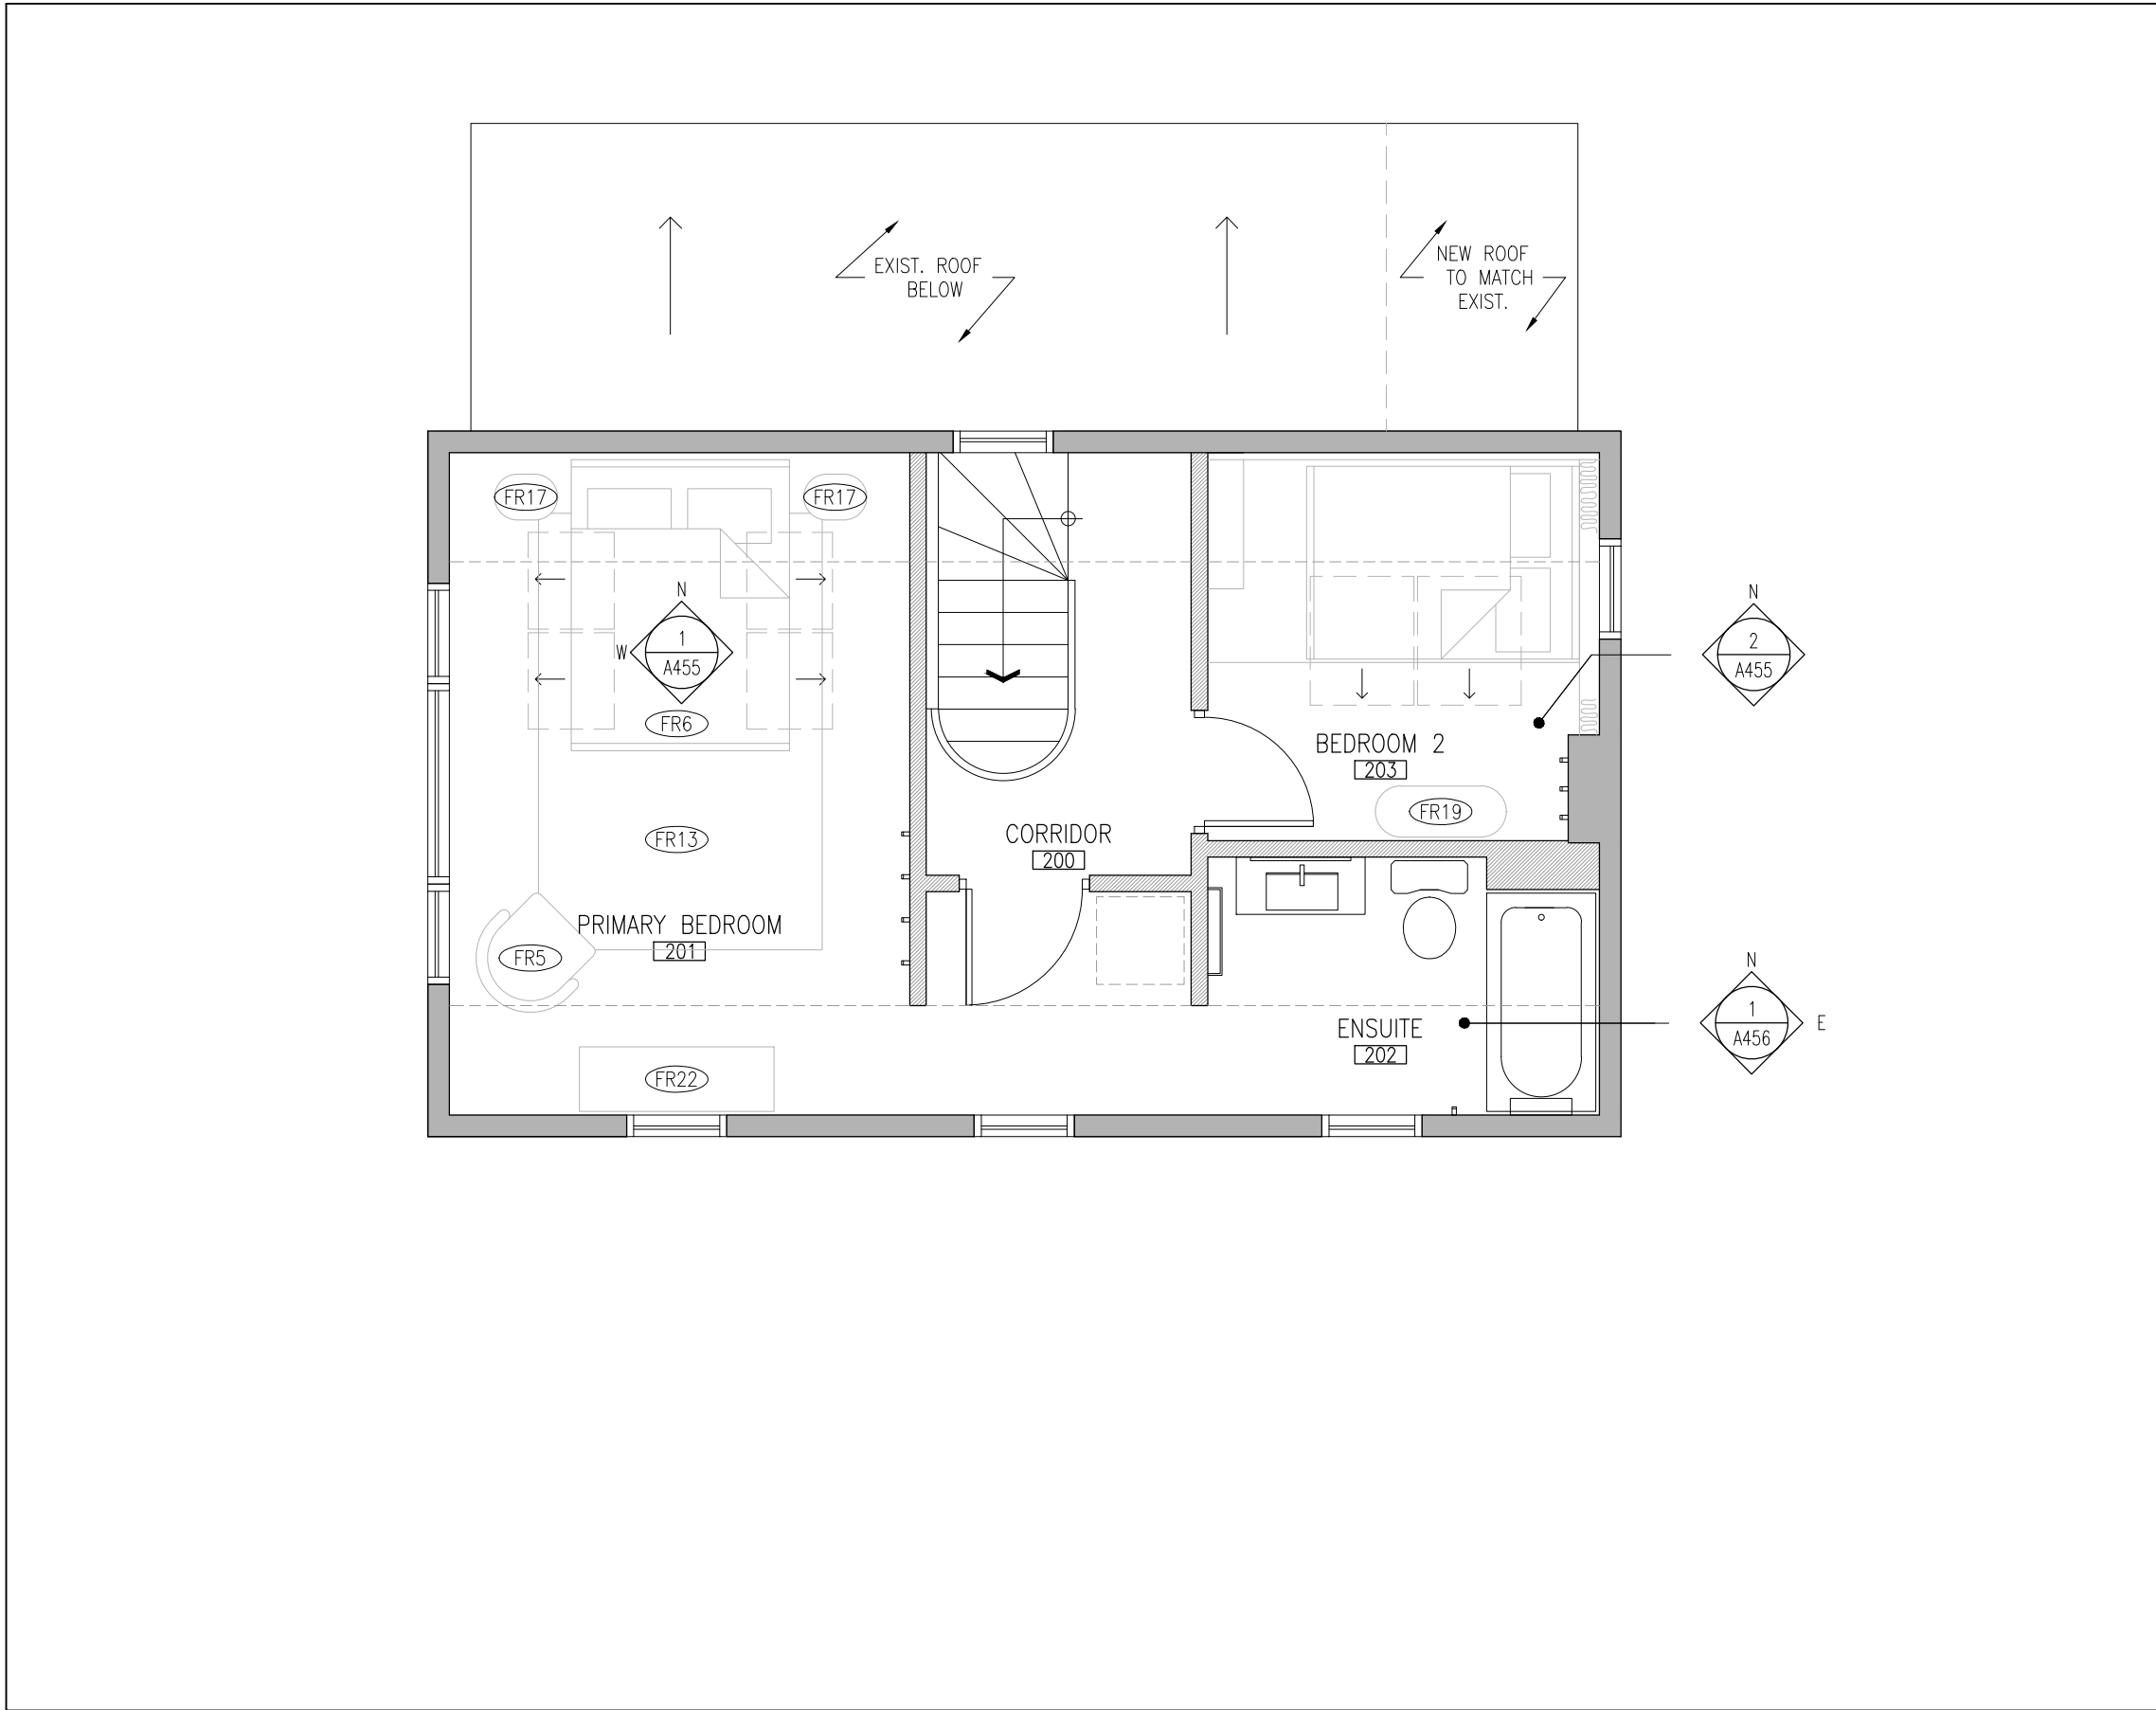 EXIST. ROOF
BELOW
NEW ROOF
TO MATCH
EXIST.
FR17
FR17
N
W
1
A455
FR6
N
2
A455
BEDROOM 2
203
FR19
CORRIDOR
200
FR13
PRIMARY BEDROOM
201
FR5
N
1
A456
E
ENSUITE
202
FR22